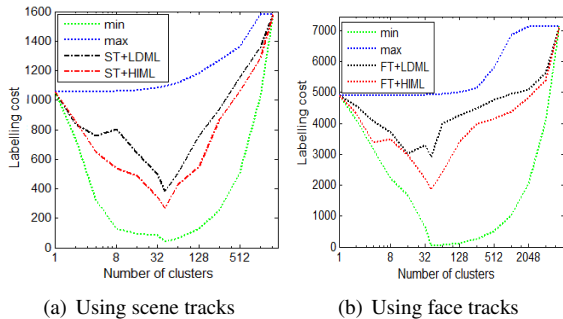 1600
1400
1200
1000
800
600
400
200
0
Labelling cost
min
max
ST+LDML
ST+HIML
1 8 32 128 512
Number of clusters
(a) Using scene tracks
7000
6000
5000
4000
3000
2000
1000
0
Labelling cost
min
max
FT+LDML
FT+HIML
1 8 32 128 512 2048
Number of clusters
(b) Using face tracks